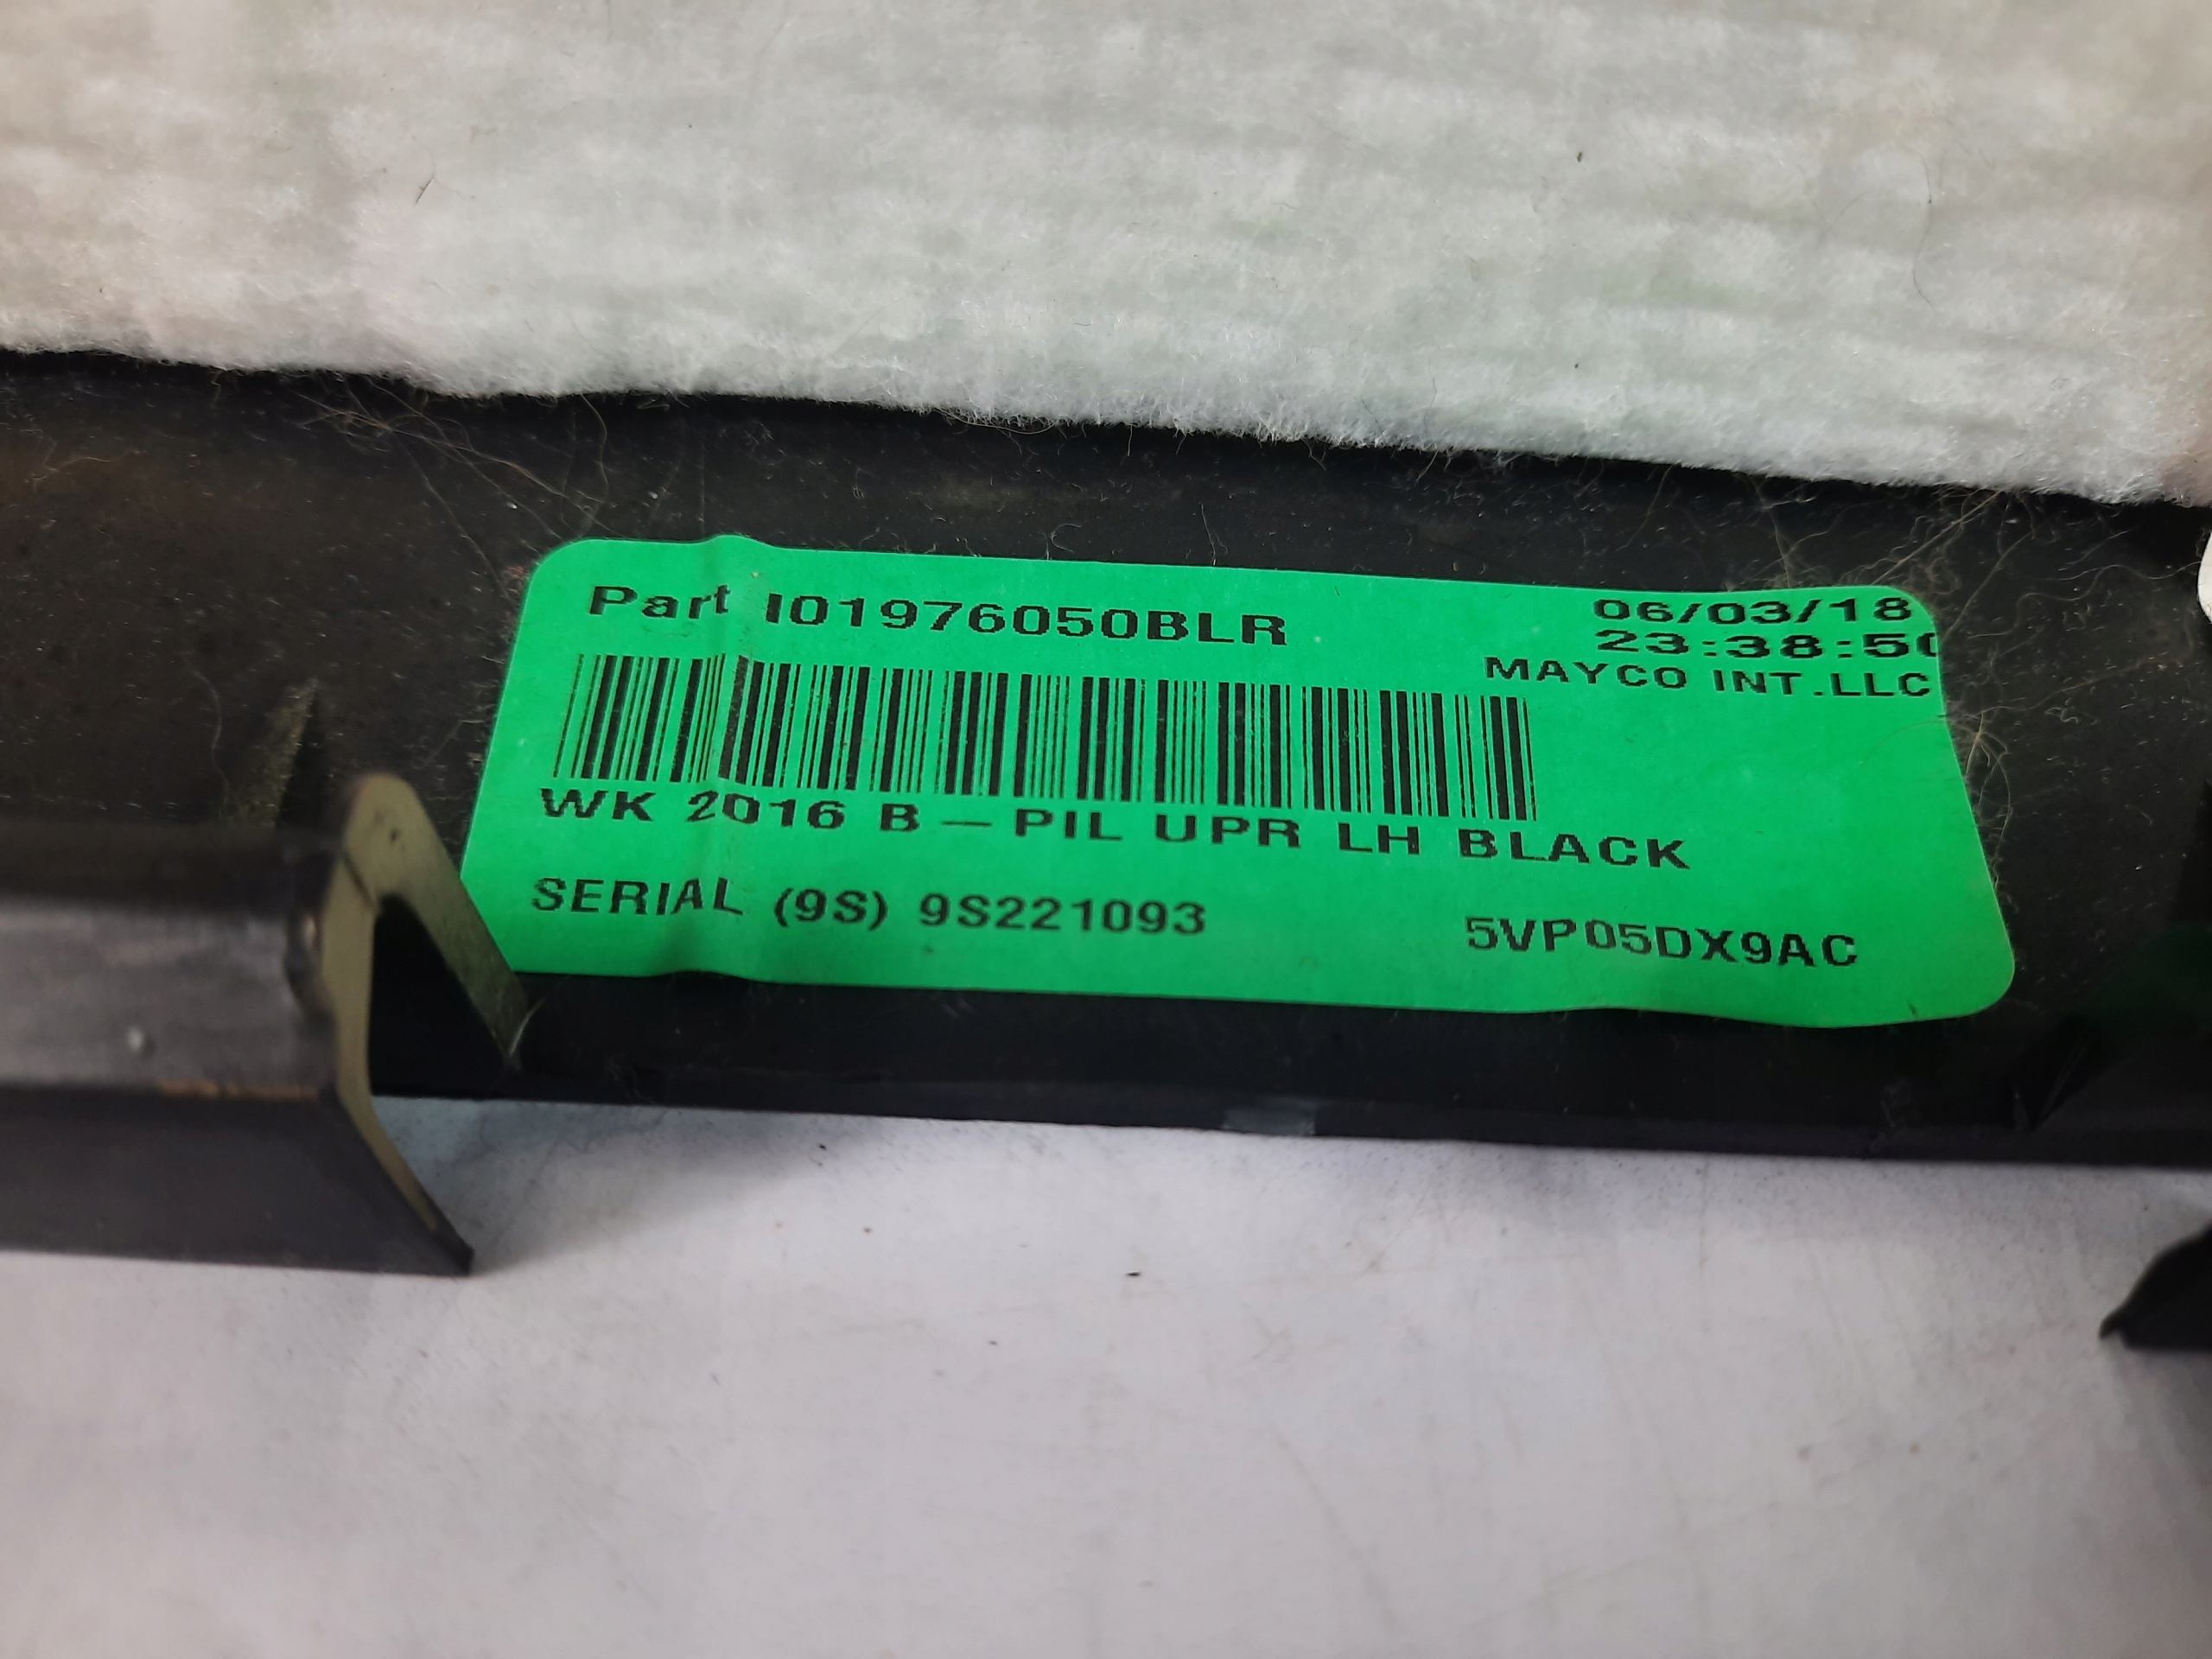 Part I01976050BLR
06/03/18
23:38:50
MAYCO INT.LLC
WK 2016 B - PIL UPR LH BLACK
SERIAL (9S) 9S221093
5VP05DX9AC